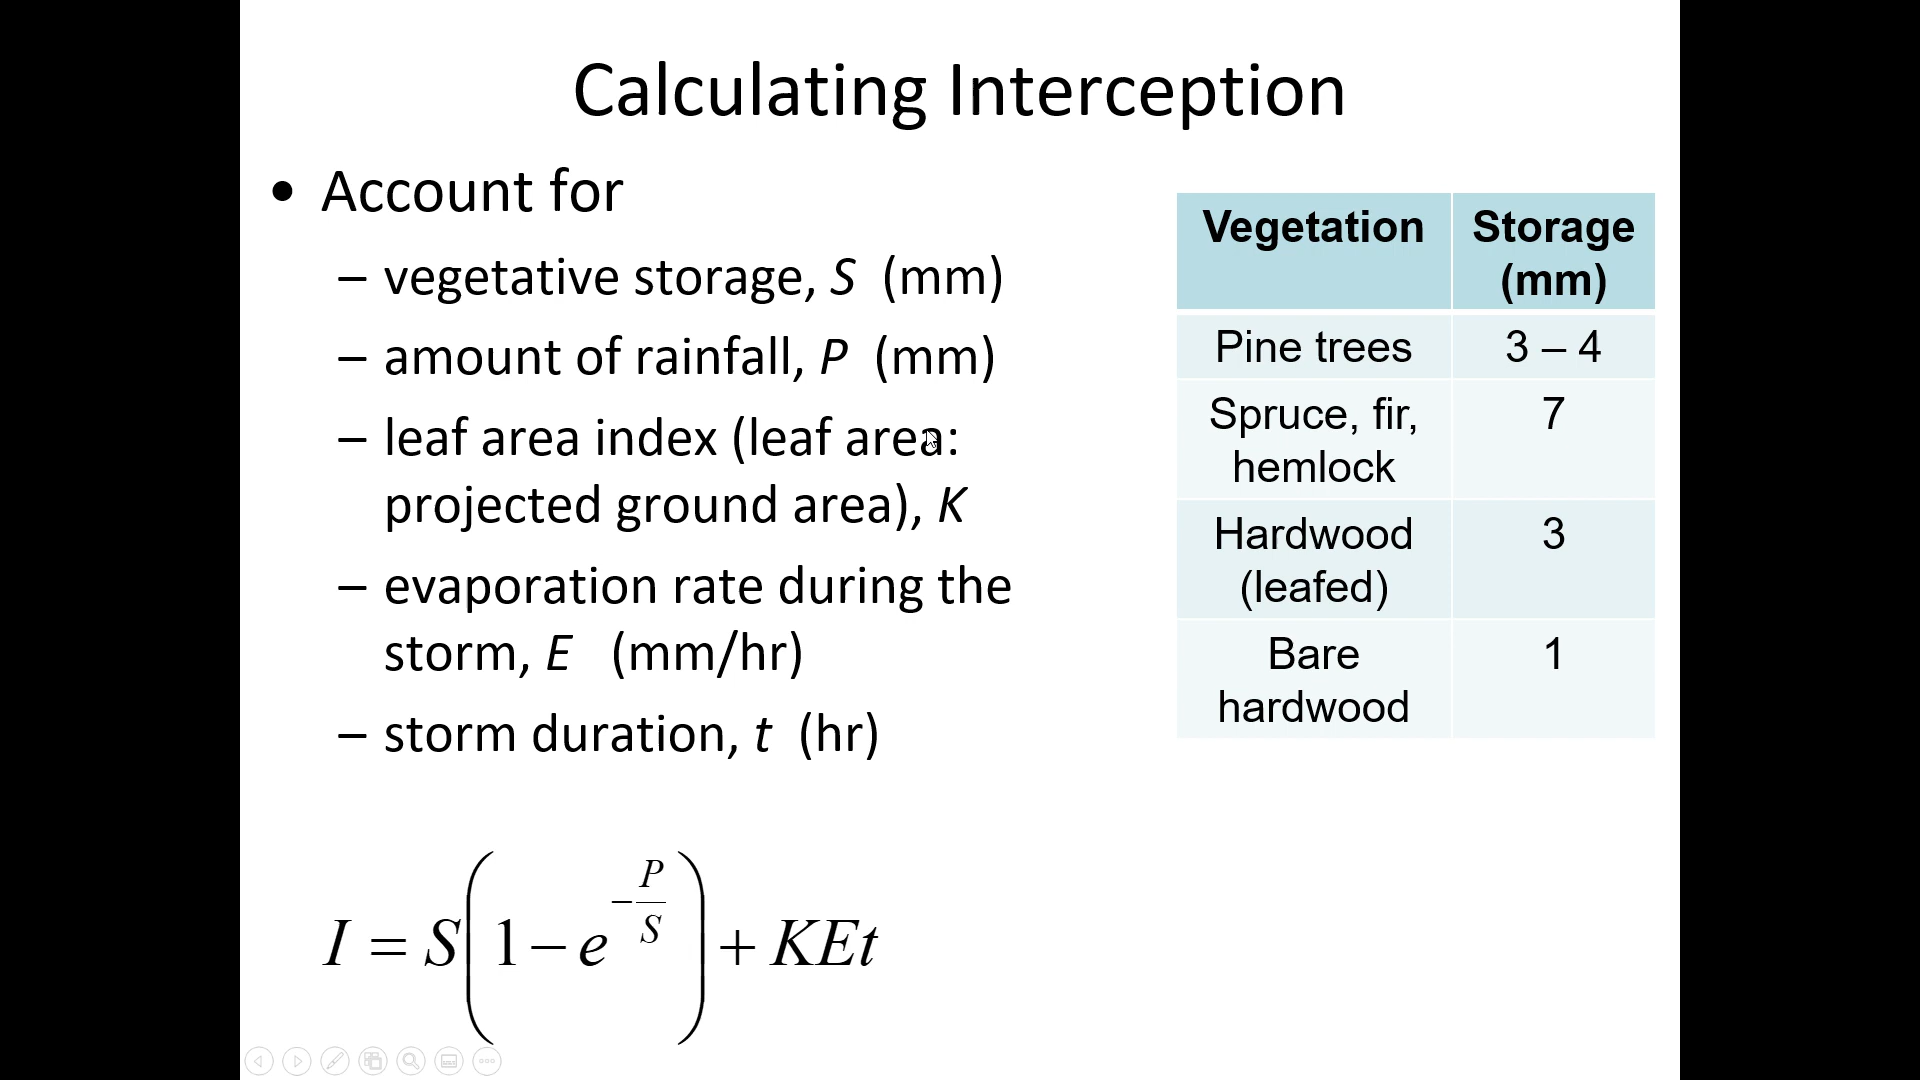 Calculating Interception
• Account for
– vegetative storage, S (mm)
– amount of rainfall, P (mm)
– leaf area index (leaf area:
projected ground area), K
– evaporation rate during the
storm, E (mm/hr)
– storm duration, t (hr)
I = S(1 − e^{−P/S}) + KEt
Vegetation Storage
(mm)
Pine trees 3 – 4
Spruce, fir, 7
hemlock
Hardwood 3
(leafed)
Bare 1
hardwood